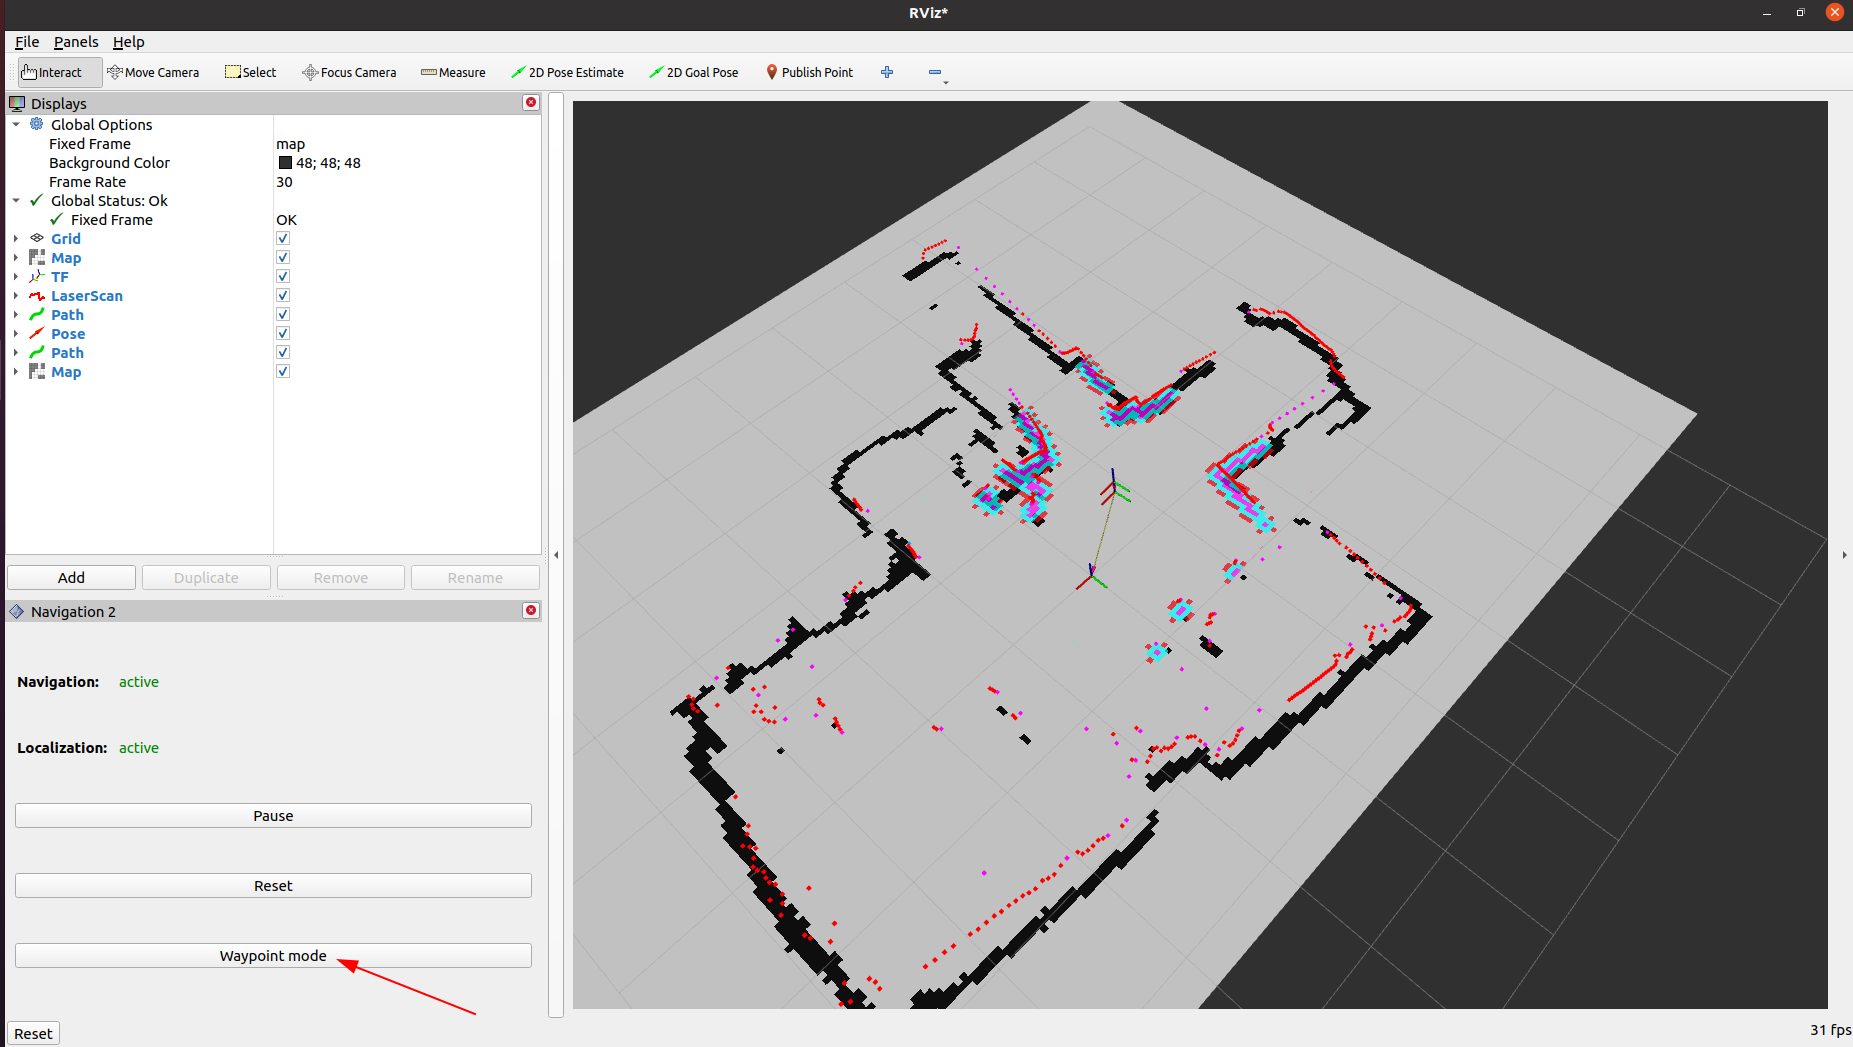 RViz*
File Panels Help
Interact Move Camera Select Focus Camera Measure 2D Pose Estimate 2D Goal Pose Publish Point
Displays
Global Options
Fixed Frame map
Background Color 48; 48; 48
Frame Rate 30
Global Status: Ok
Fixed Frame OK
Grid
Map
TF
LaserScan
Path
Pose
Path
Map
Add Duplicate Remove Rename
Navigation 2
Navigation: active
Localization: active
Pause
Reset
Waypoint mode
Reset 31 fps